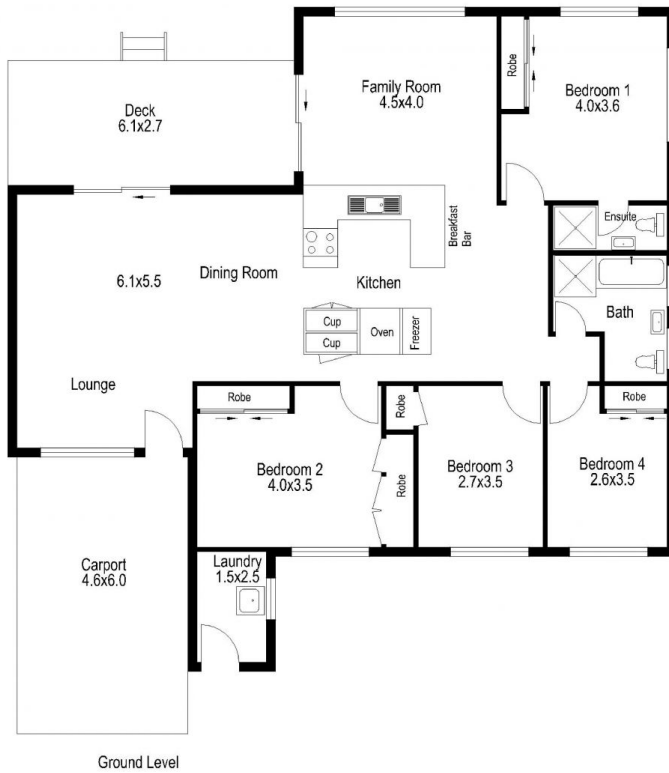 Deck
6.1x2.7
Family Room
4.5x4.0
Robe
Bedroom 1
4.0x3.6
Ensuite
Breakfast
Bar
Dining Room
6.1x5.5
Kitchen
Bath
Cup
Cup
Oven
Freezer
Lounge
Robe
Robe
Robe
Robe
Bedroom 2
4.0x3.5
Bedroom 3
2.7x3.5
Bedroom 4
2.6x3.5
Carport
4.6x6.0
Laundry
1.5x2.5
Ground Level